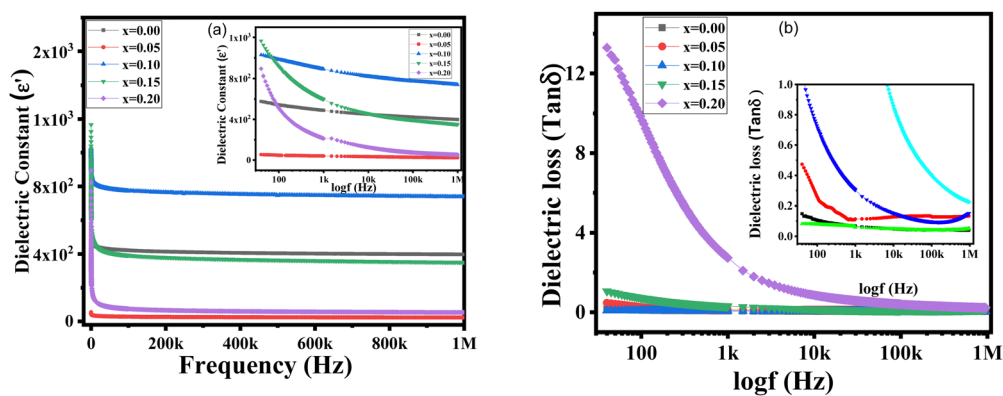 (a)
x=0.00
x=0.05
x=0.10
x=0.15
x=0.20
2x10³
1x10³
8x10²
4x10²
0
Dielectric Constant (ε')
0
200k
400k
600k
800k
1M
Frequency (Hz)
1x10³
8x10²
4x10²
0
Dielectric Constant (ε')
x=0.00
x=0.05
x=0.10
x=0.15
x=0.20
100
1k
10k
100k
1M
logf (Hz)
(b)
x=0.00
x=0.05
x=0.10
x=0.15
x=0.20
12
8
4
0
Dielectric loss (Tanδ)
100
1k
10k
100k
1M
logf (Hz)
1.0
0.8
0.6
0.4
0.2
0.0
Dielectric loss (Tanδ)
100
1k
10k
100k
1M
logf (Hz)